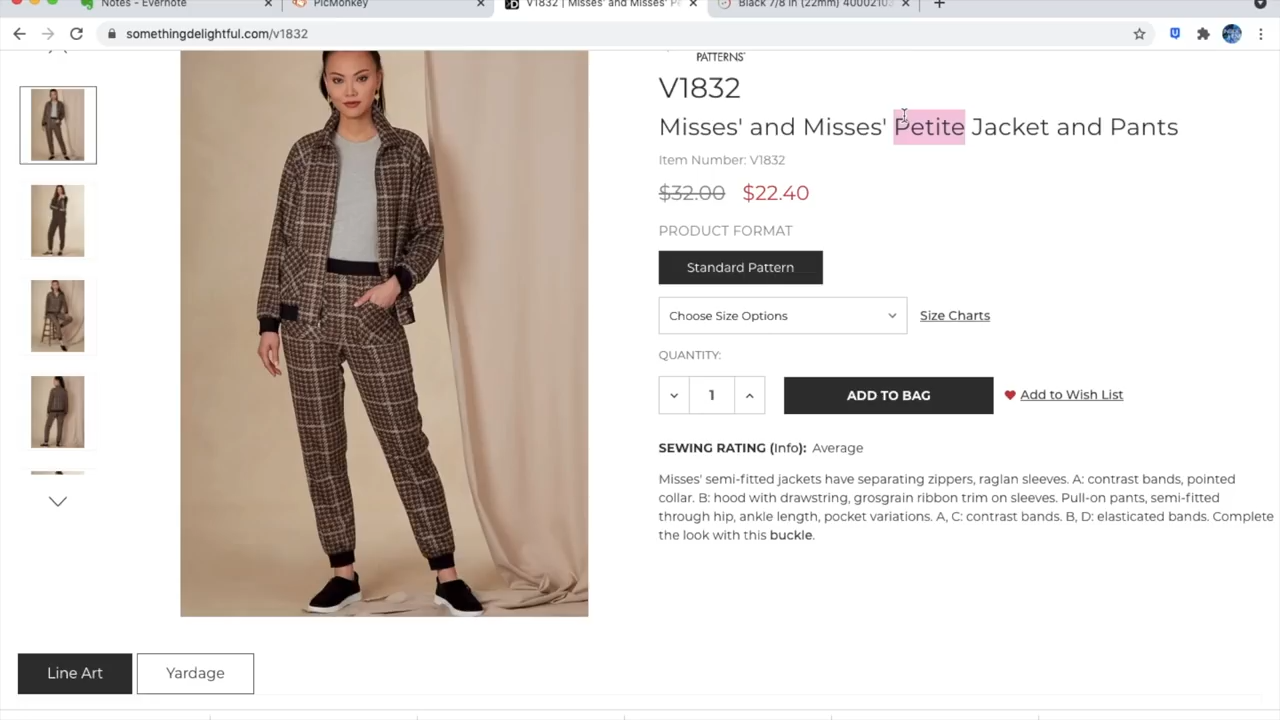 Notes - Evernote
PicMonkey
V1832 | Misses' and Misses' Pe
Black 7/8 in (22mm) 4000210
somethingdelightful.com/v1832
PATTERNS
V1832
Misses' and Misses' Petite Jacket and Pants
Item Number: V1832
$32.00 $22.40
PRODUCT FORMAT
Standard Pattern
Choose Size Options
Size Charts
QUANTITY:
1
ADD TO BAG
Add to Wish List
SEWING RATING (Info): Average
Misses' semi-fitted jackets have separating zippers, raglan sleeves. A: contrast bands, pointed
collar. B: hood with drawstring, grosgrain ribbon trim on sleeves. Pull-on pants, semi-fitted
through hip, ankle length, pocket variations. A, C: contrast bands. B, D: elasticated bands. Complete
the look with this buckle.
Line Art
Yardage